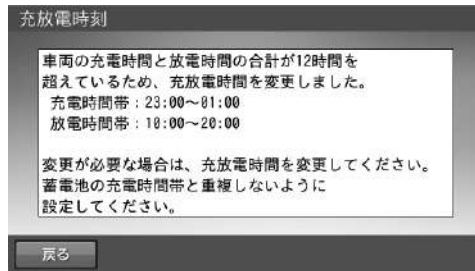 充放電時刻
車両の充電時間と放電時間の合計が12時間を
超えているため、充放電時間を変更しました。
充電時間帯：23:00～01:00
放電時間帯：10:00～20:00
変更が必要な場合は、充放電時間を変更してください。
蓄電池の充電時間帯と重複しないように
設定してください。
戻る